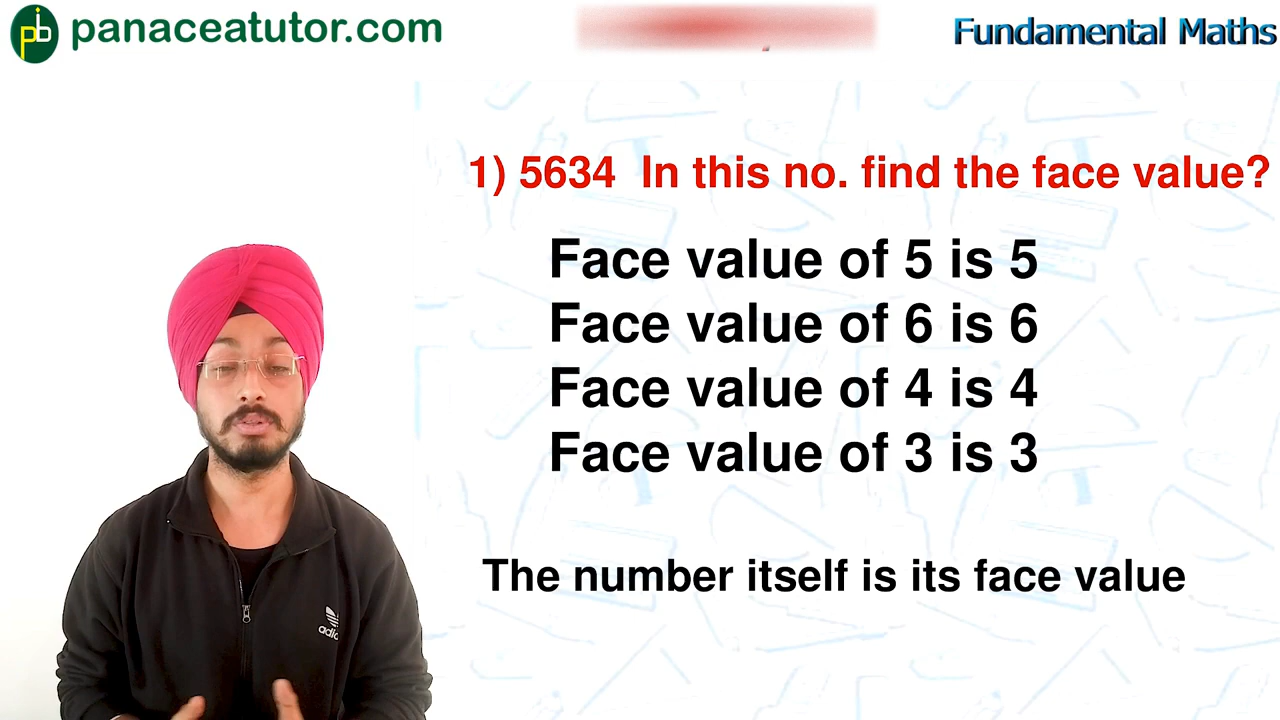 panaceatutor.com
Fundamental Maths
1) 5634 In this no. find the face value?
Face value of 5 is 5
Face value of 6 is 6
Face value of 4 is 4
Face value of 3 is 3
The number itself is its face value